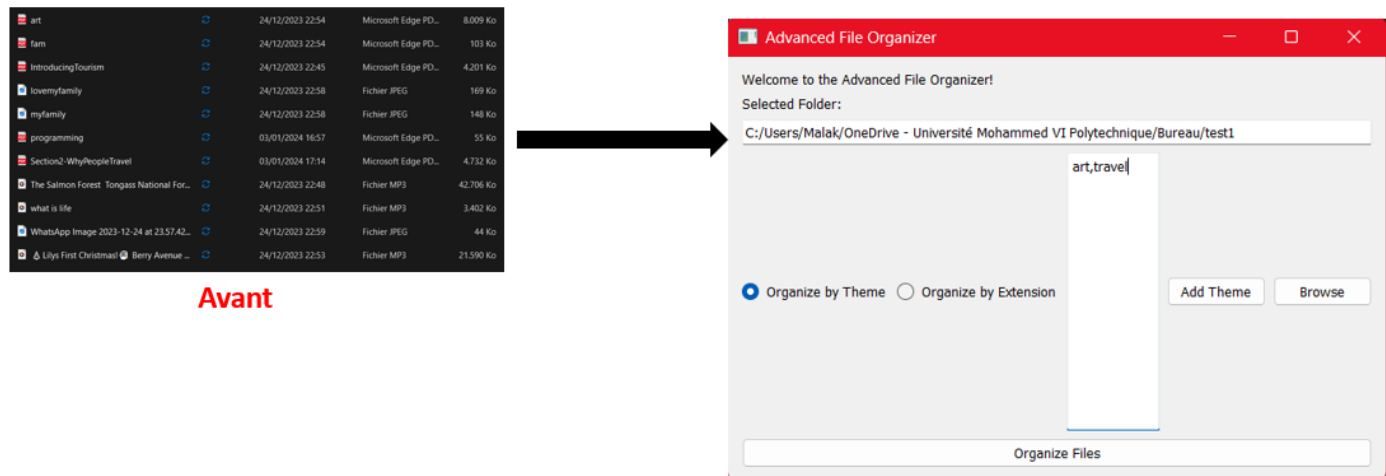 art 24/12/2023 22:54 Microsoft Edge PD... 8.009 Ko
fam 24/12/2023 22:54 Microsoft Edge PD... 103 Ko
IntroducingTourism 24/12/2023 22:45 Microsoft Edge PD... 4.201 Ko
lovemyfamily 24/12/2023 22:58 Fichier JPEG 169 Ko
myfamily 24/12/2023 22:58 Fichier JPEG 148 Ko
programming 03/01/2024 16:57 Microsoft Edge PD... 55 Ko
Section2-WhyPeopleTravel 03/01/2024 17:14 Microsoft Edge PD... 4.732 Ko
The Salmon Forest Tongass National For... 24/12/2023 22:48 Fichier MP3 42.706 Ko
what is life 24/12/2023 22:51 Fichier MP3 3.402 Ko
WhatsApp Image 2023-12-24 at 23.57.42... 24/12/2023 22:59 Fichier JPEG 44 Ko
Lilys First Christmas! Berry Avenue ... 24/12/2023 22:53 Fichier MP3 21.590 Ko
Avant
Advanced File Organizer
Welcome to the Advanced File Organizer!
Selected Folder:
C:/Users/Malak/OneDrive - Université Mohammed VI Polytechnique/Bureau/test1
art,travel
Organize by Theme Organize by Extension Add Theme Browse
Organize Files